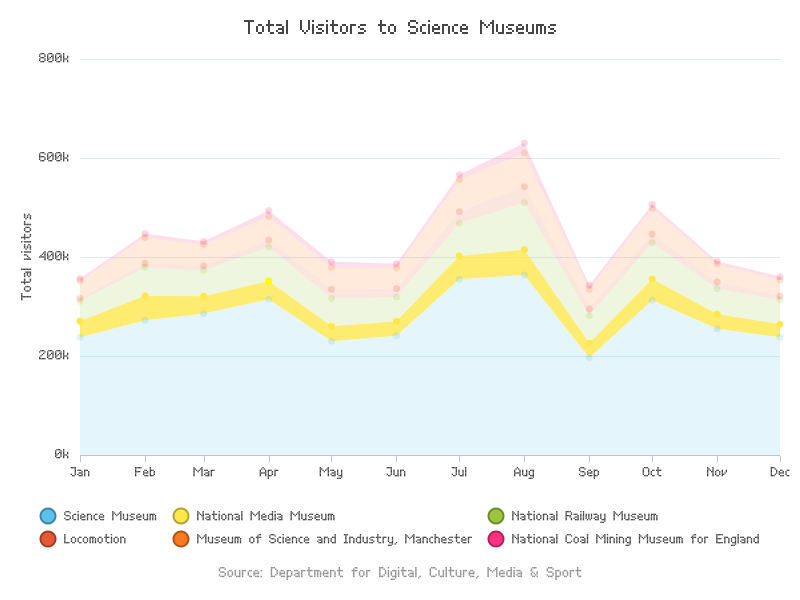 Total Visitors to Science Museums
800k
600k
400k
200k
0k
Total visitors
Jan Feb Mar Apr May Jun Jul Aug Sep Oct Nov Dec
Science Museum National Media Museum National Railway Museum
Locomotion Museum of Science and Industry, Manchester National Coal Mining Museum for England
Source: Department for Digital, Culture, Media & Sport